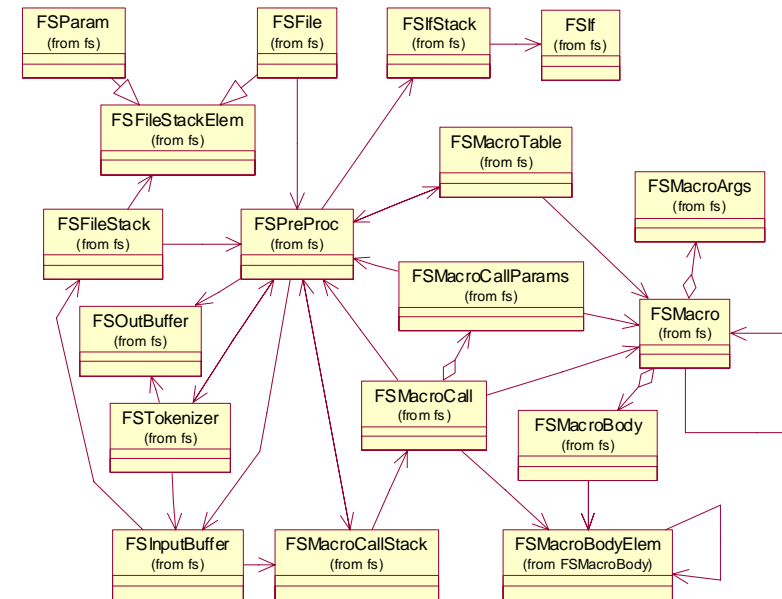 FSParam
(from fs)
FSFile
(from fs)
FSIfStack
(from fs)
FSIf
(from fs)
FSFileStackElem
(from fs)
FSMacroTable
(from fs)
FSMacroArgs
(from fs)
FSFileStack
(from fs)
FSPreProc
(from fs)
FSMacroCallParams
(from fs)
FSOutBuffer
(from fs)
FSMacro
(from fs)
FSMacroCall
(from fs)
FSTokenizer
(from fs)
FSMacroBody
(from fs)
FSInputBuffer
(from fs)
FSMacroCallStack
(from fs)
FSMacroBodyElem
(from FSMacroBody)